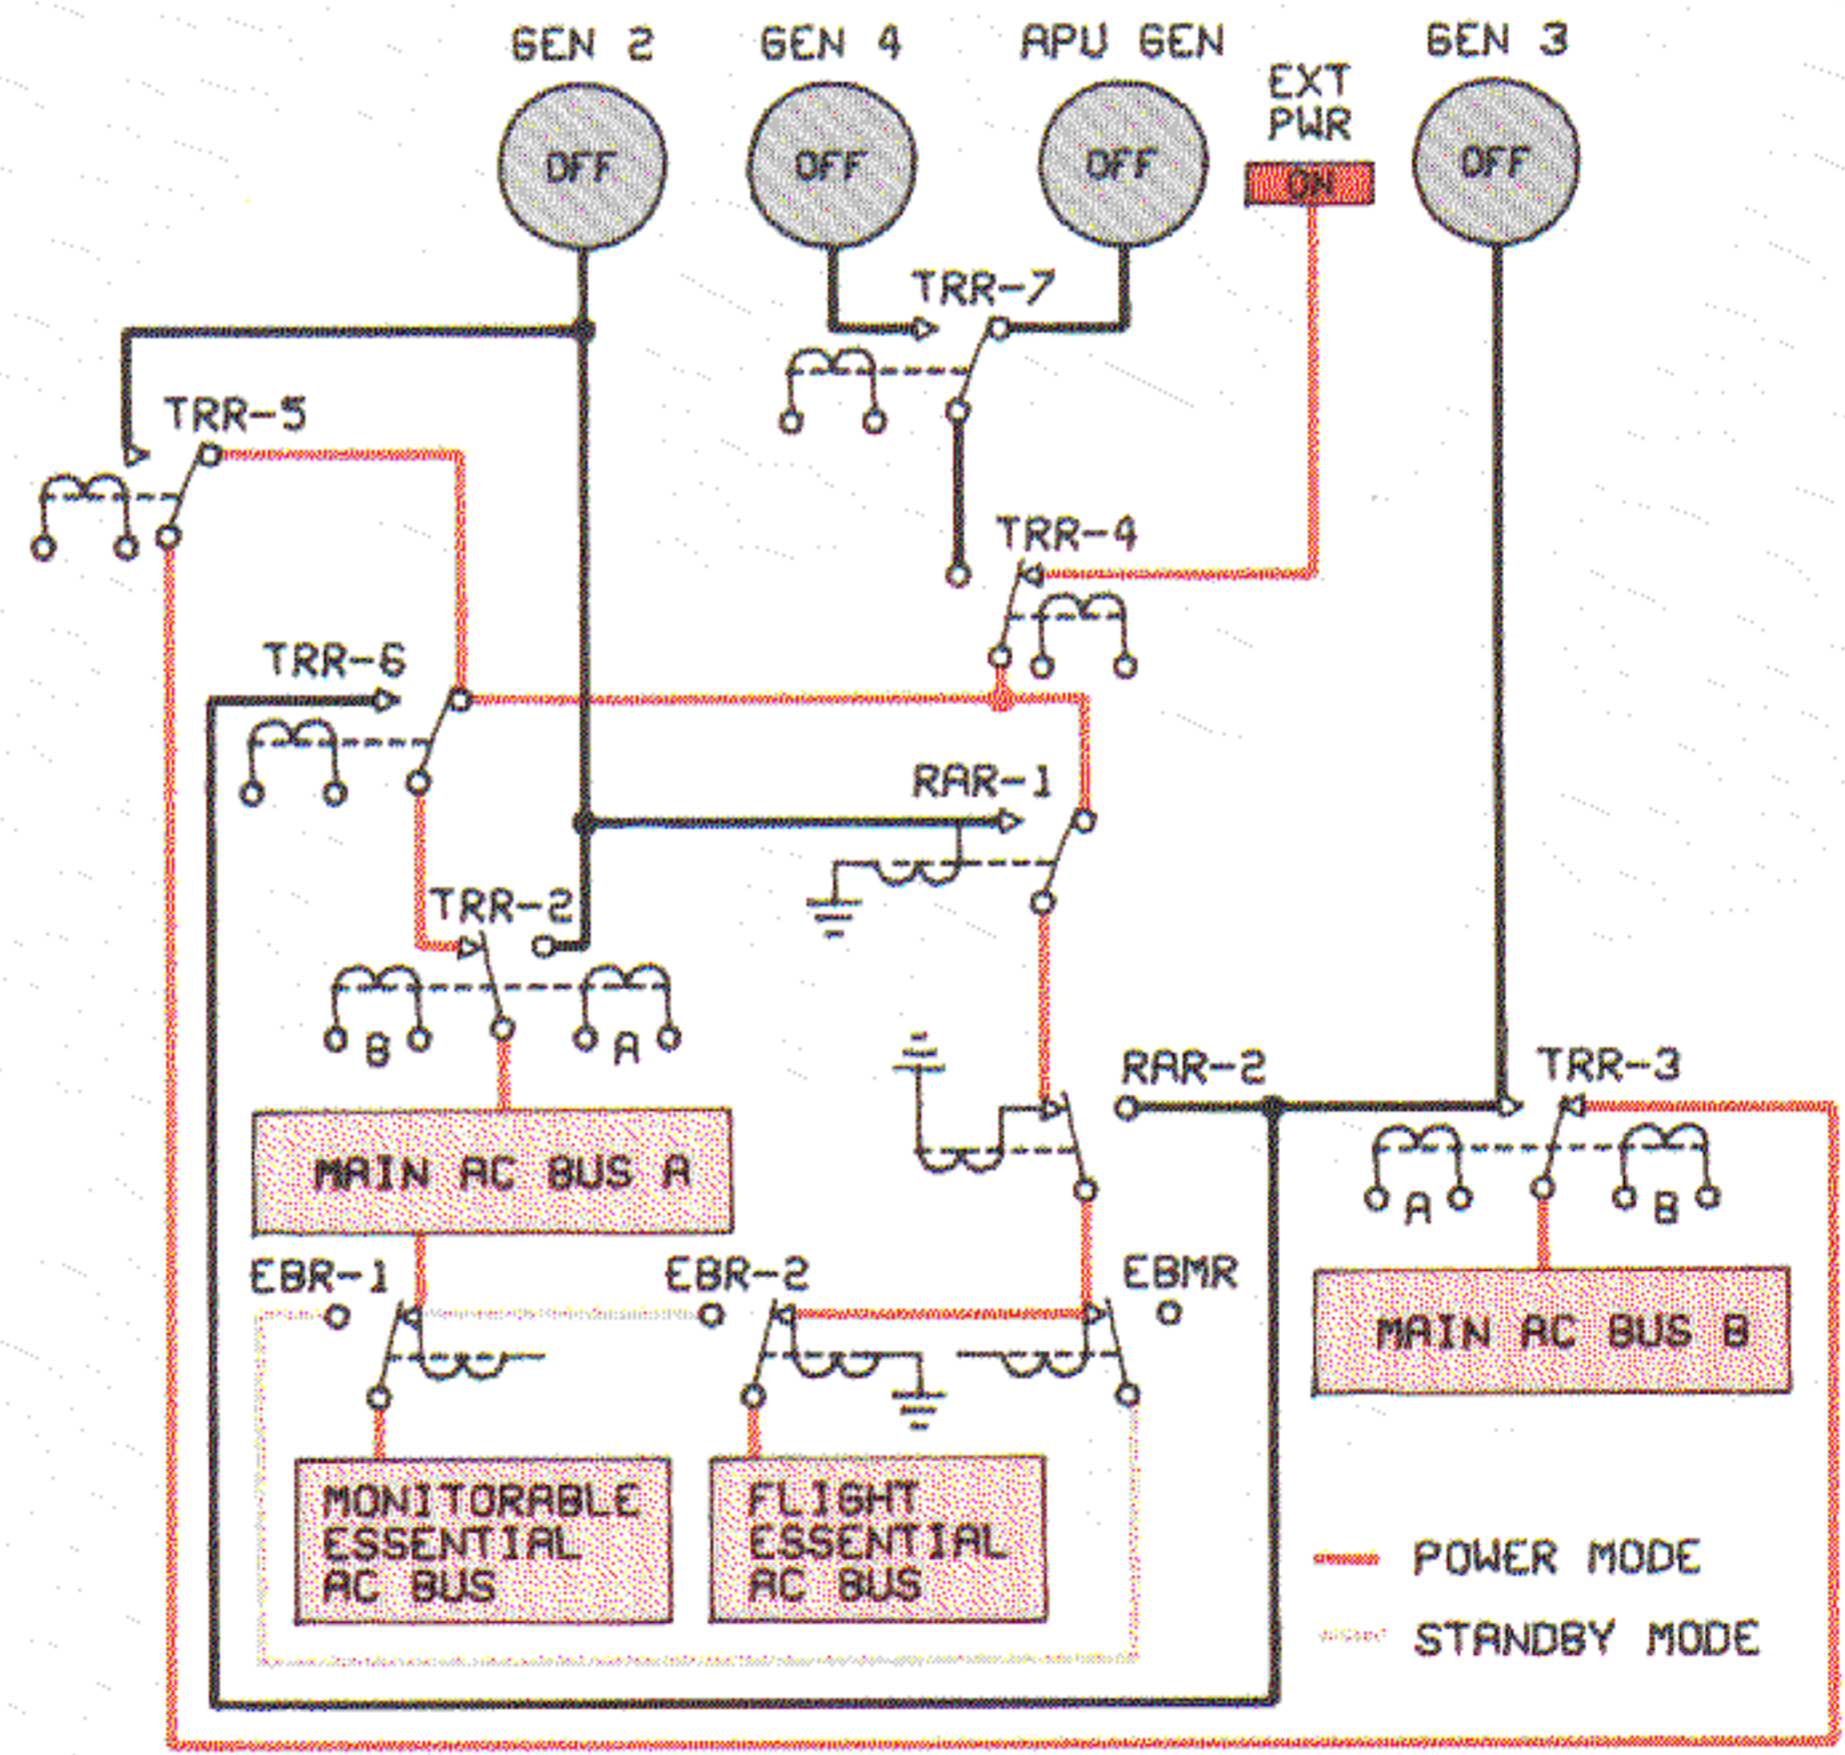 GEN 2
GEN 4
APU GEN
GEN 3
EXT
PWR
OFF
OFF
OFF
ON
OFF
TRR-7
TRR-5
TRR-4
TRR-6
RAR-1
TRR-2
B
A
RAR-2
TRR-3
MAIN AC BUS A
A
B
EBR-1
EBR-2
EBMR
MAIN AC BUS B
MONITORABLE
ESSENTIAL
AC BUS
FLIGHT
ESSENTIAL
AC BUS
POWER MODE
STANDBY MODE